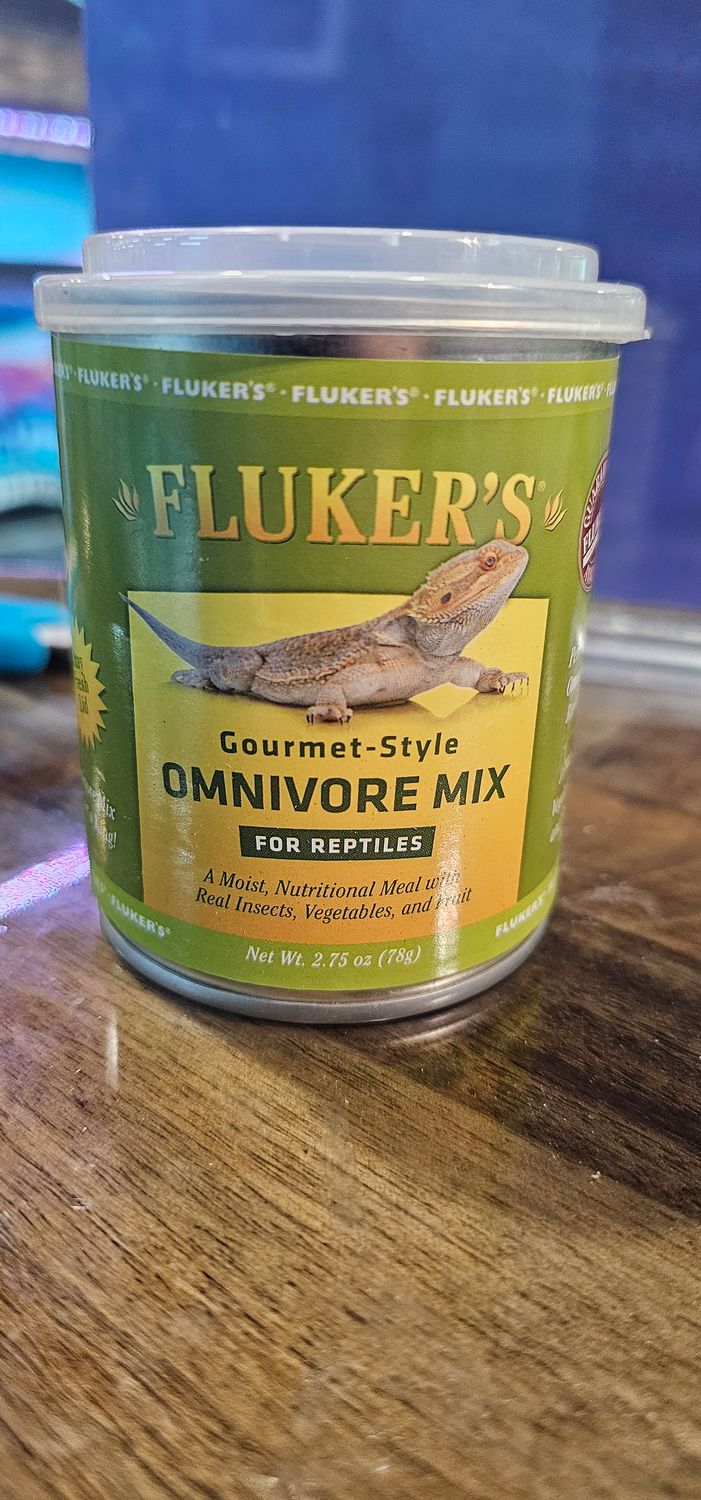 FLUKER'S® · FLUKER'S® · FLUKER'S® · FLUKER'S® · FLUKER'S®
FLUKER'S®
Gourmet-Style
OMNIVORE MIX
FOR REPTILES
A Moist, Nutritional Meal with
Real Insects, Vegetables, and Fruit
FLUKER'S®
FLUKER'S
Net Wt. 2.75 oz (78g)